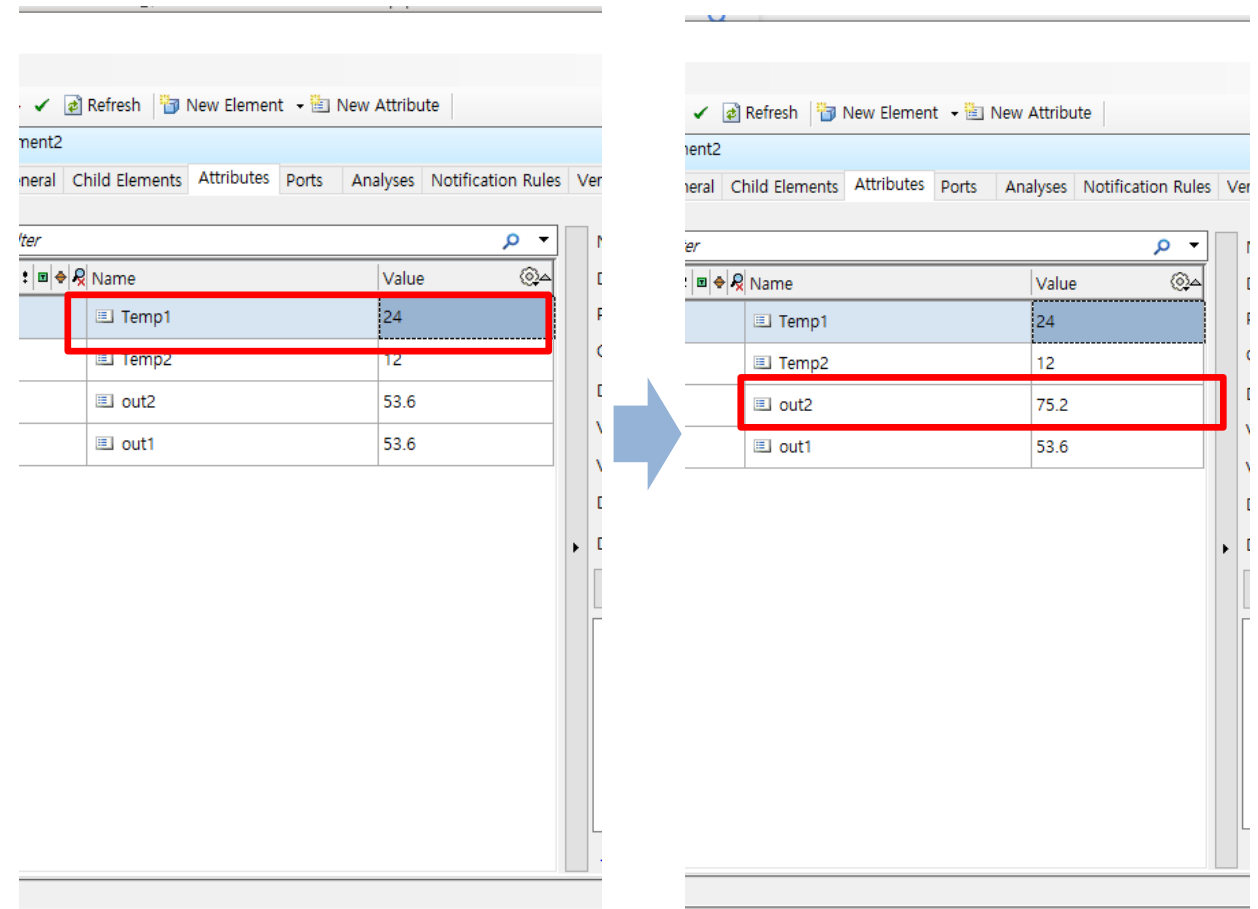 Refresh New Element New Attribute
ment2
neral Child Elements Attributes Ports Analyses Notification Rules Ver
lter
Name Value
Temp1 24
Temp2 12
out2 53.6
out1 53.6
Refresh New Element New Attribute
ent2
neral Child Elements Attributes Ports Analyses Notification Rules Ver
er
Name Value
Temp1 24
Temp2 12
out2 75.2
out1 53.6